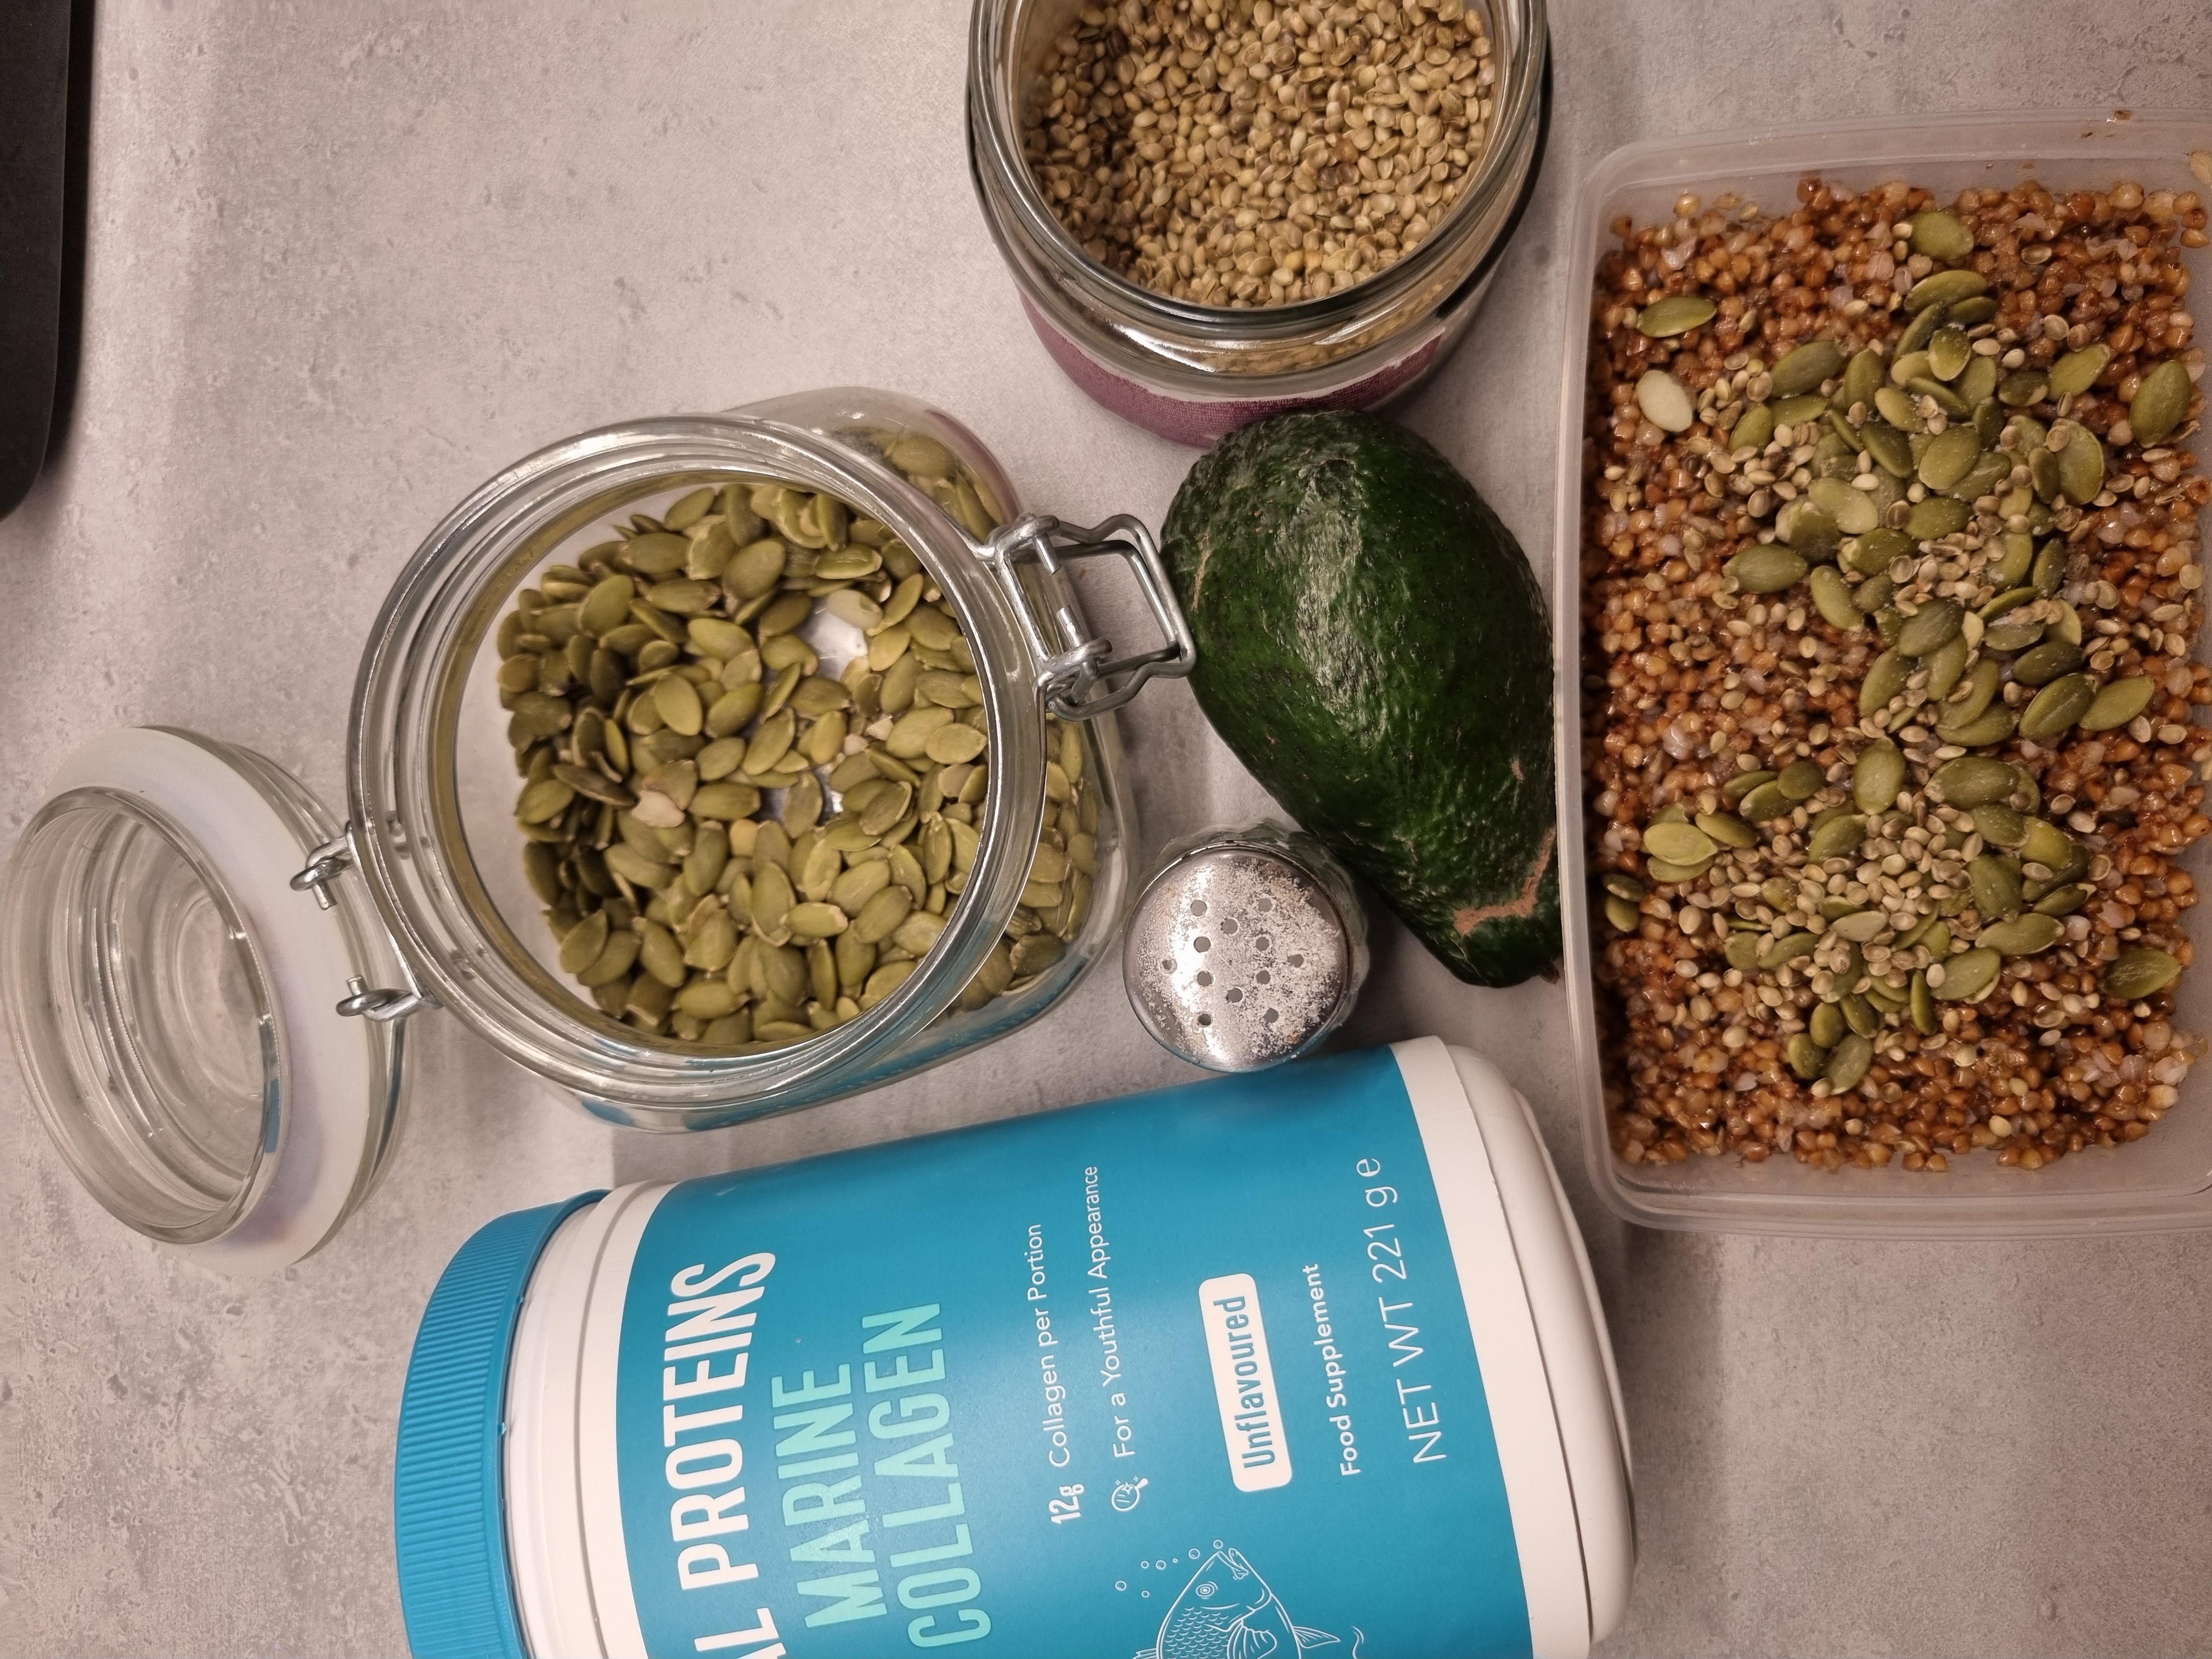 AL PROTEINS
MARINE
COLLAGEN
12g Collagen per Portion
For a Youthful Appearance
Unflavoured
Food Supplement
NET WT 221 g e